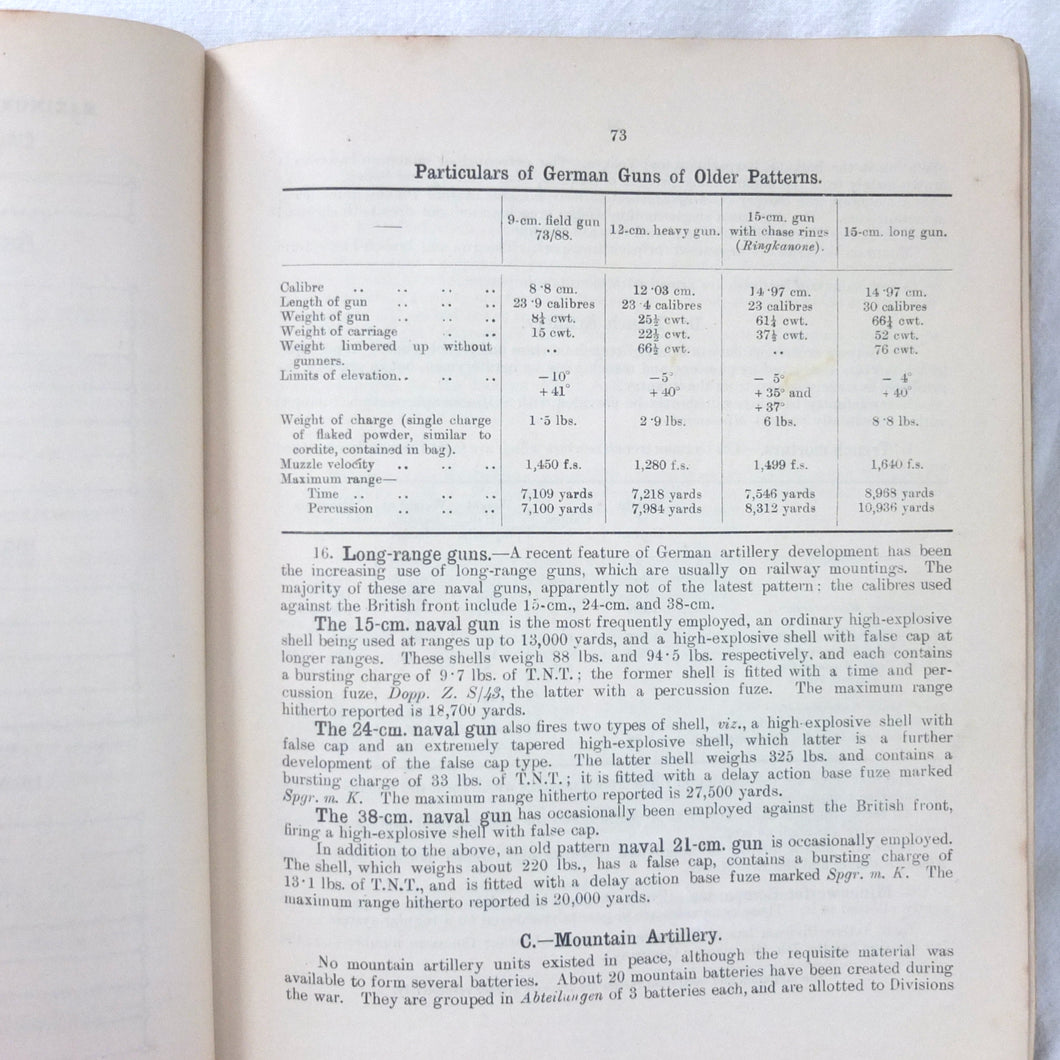 73
Particulars of German Guns of Older Patterns.
— 9-cm. field gun 73/88. 12-cm. heavy gun. 15-cm. gun with chase rings (Ringkanone). 15-cm. long gun.
Calibre .. .. .. .. 8·8 cm. 12·03 cm. 14·97 cm. 14·97 cm.
Length of gun .. .. .. 23·9 calibres 23·4 calibres 23 calibres 30 calibres
Weight of gun .. .. .. 8¼ cwt. 25½ cwt. 61¼ cwt. 66¼ cwt.
Weight of carriage .. .. 15 cwt. 22½ cwt. 37½ cwt. 52 cwt.
Weight limbered up without gunners. .. 66½ cwt. .. 76 cwt.
Limits of elevation.. .. .. —10° —5° — 5° — 4°
+41° +40° +35° and +40°
+37°
Weight of charge (single charge 1·5 lbs. 2·9 lbs. 6 lbs. 8·8 lbs.
of flaked powder, similar to
cordite, contained in bag).
Muzzle velocity .. .. .. 1,450 f.s. 1,280 f.s. 1,499 f.s. 1,640 f.s.
Maximum range—
Time .. .. .. .. 7,109 yards 7,218 yards 7,546 yards 8,968 yards
Percussion .. .. .. 7,100 yards 7,984 yards 8,312 yards 10,936 yards
16. Long-range guns.—A recent feature of German artillery development has been
the increasing use of long-range guns, which are usually on railway mountings. The
majority of these are naval guns, apparently not of the latest pattern: the calibres used
against the British front include 15-cm., 24-cm. and 38-cm.
The 15-cm. naval gun is the most frequently employed, an ordinary high-explosive
shell being used at ranges up to 13,000 yards, and a high-explosive shell with false cap at
longer ranges. These shells weigh 88 lbs. and 94·5 lbs. respectively, and each contains
a bursting charge of 9·7 lbs. of T.N.T.; the former shell is fitted with a time and per-
cussion fuze, Dopp. Z. S/43, the latter with a percussion fuze. The maximum range
hitherto reported is 18,700 yards.
The 24-cm. naval gun also fires two types of shell, viz., a high-explosive shell with
false cap and an extremely tapered high-explosive shell, which latter is a further
development of the false cap type. The latter shell weighs 325 lbs. and contains a
bursting charge of 33 lbs. of T.N.T.; it is fitted with a delay action base fuze marked
Spgr. m. K. The maximum range hitherto reported is 27,500 yards.
The 38-cm. naval gun has occasionally been employed against the British front,
firing a high-explosive shell with false cap.
In addition to the above, an old pattern naval 21-cm. gun is occasionally employed.
The shell, which weighs about 220 lbs., has a false cap, contains a bursting charge of
13·1 lbs. of T.N.T., and is fitted with a delay action base fuze marked Spgr. m. K. The
maximum range hitherto reported is 20,000 yards.
C.—Mountain Artillery.
No mountain artillery units existed in peace, although the requisite material was
available to form several batteries. About 20 mountain batteries have been created during
the war. They are grouped in Abteilungen of 3 batteries each, and are allotted to Divisions